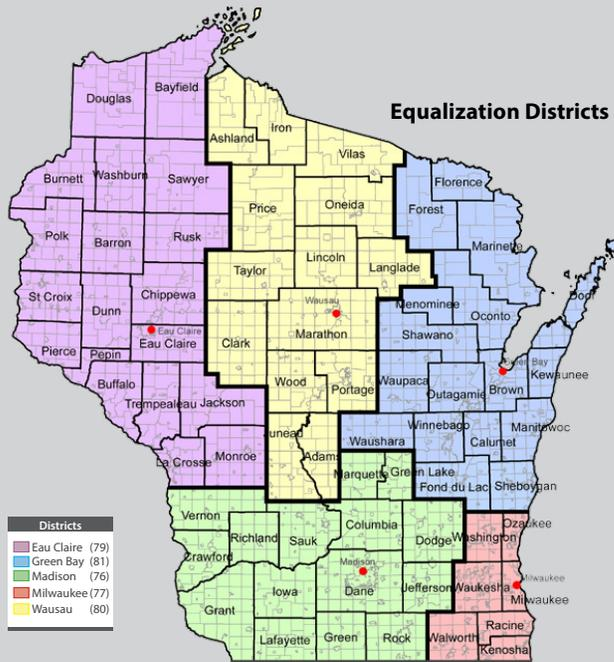 Equalization Districts
Douglas
Bayfield
Ashland
Iron
Vilas
Burnett
Washburn
Sawyer
Florence
Forest
Price
Oneida
Polk
Barron
Rusk
Marinette
Lincoln
Langlade
Taylor
St Croix
Dunn
Chippewa
Door
Menominee
Oconto
Wausau
Marathon
Eau Claire
Eau Claire
Clark
Shawano
Pierce
Pepin
Green Bay
Kewaunee
Buffalo
Wood
Portage
Waupaca
Outagamie
Brown
Trempealeau
Jackson
Winnebago
Manitowoc
Juneau
Adams
Waushara
Calumet
La Crosse
Monroe
Marquette
Green Lake
Fond du Lac
Sheboygan
Vernon
Richland
Sauk
Columbia
Dodge
Washington
Ozaukee
Crawford
Madison
Dane
Jefferson
Waukesha
Milwaukee
Milwaukee
Grant
Iowa
Lafayette
Green
Rock
Walworth
Racine
Kenosha
Districts
Eau Claire (79)
Green Bay (81)
Madison (76)
Milwaukee (77)
Wausau (80)